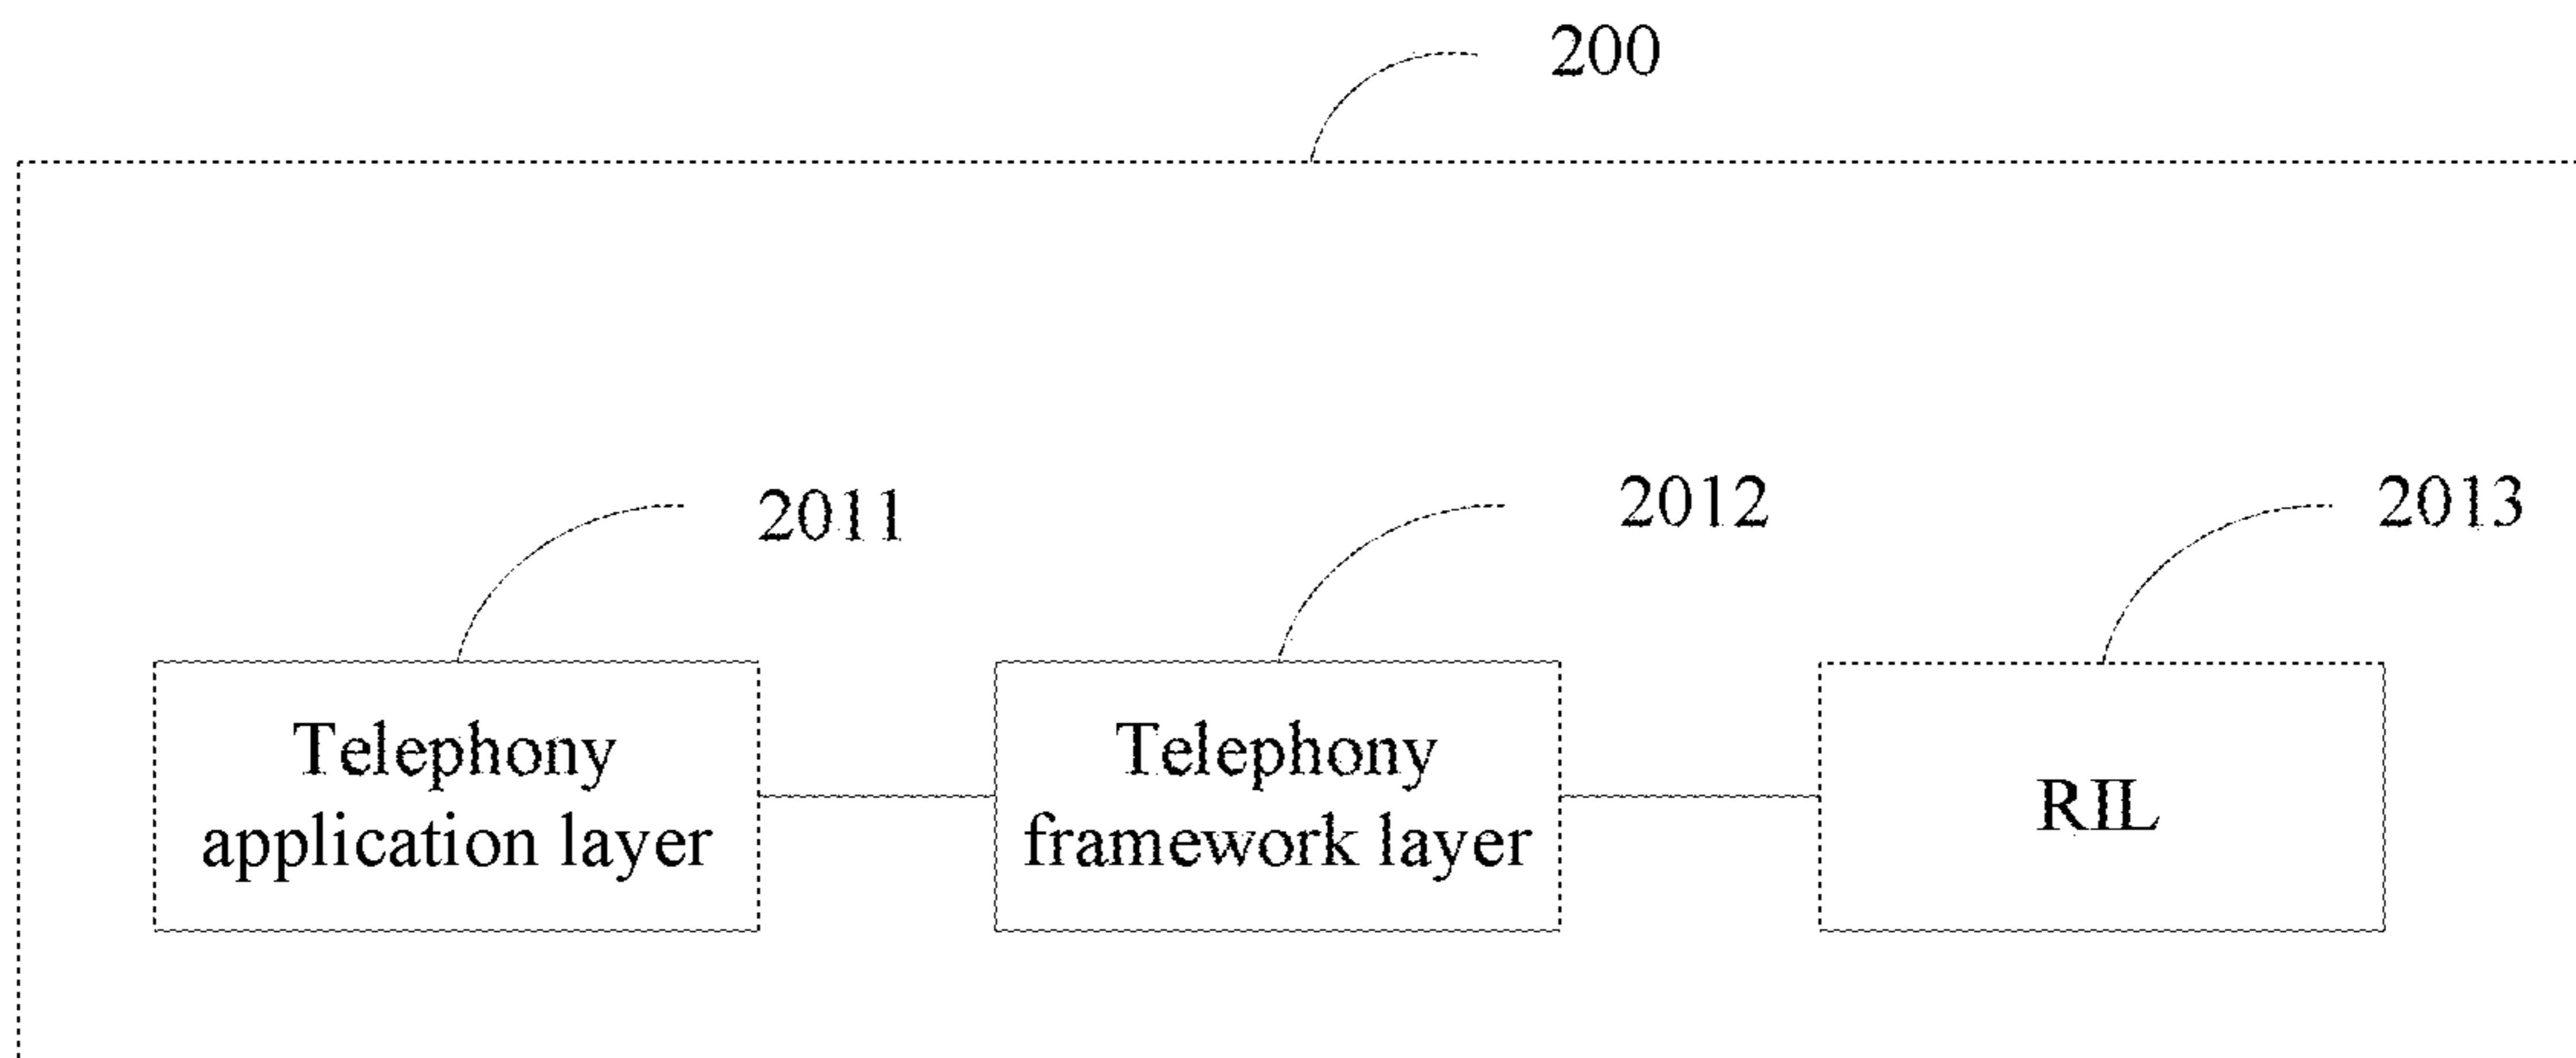 200
2011
2012
2013
Telephony
application layer
Telephony
framework layer
RIL